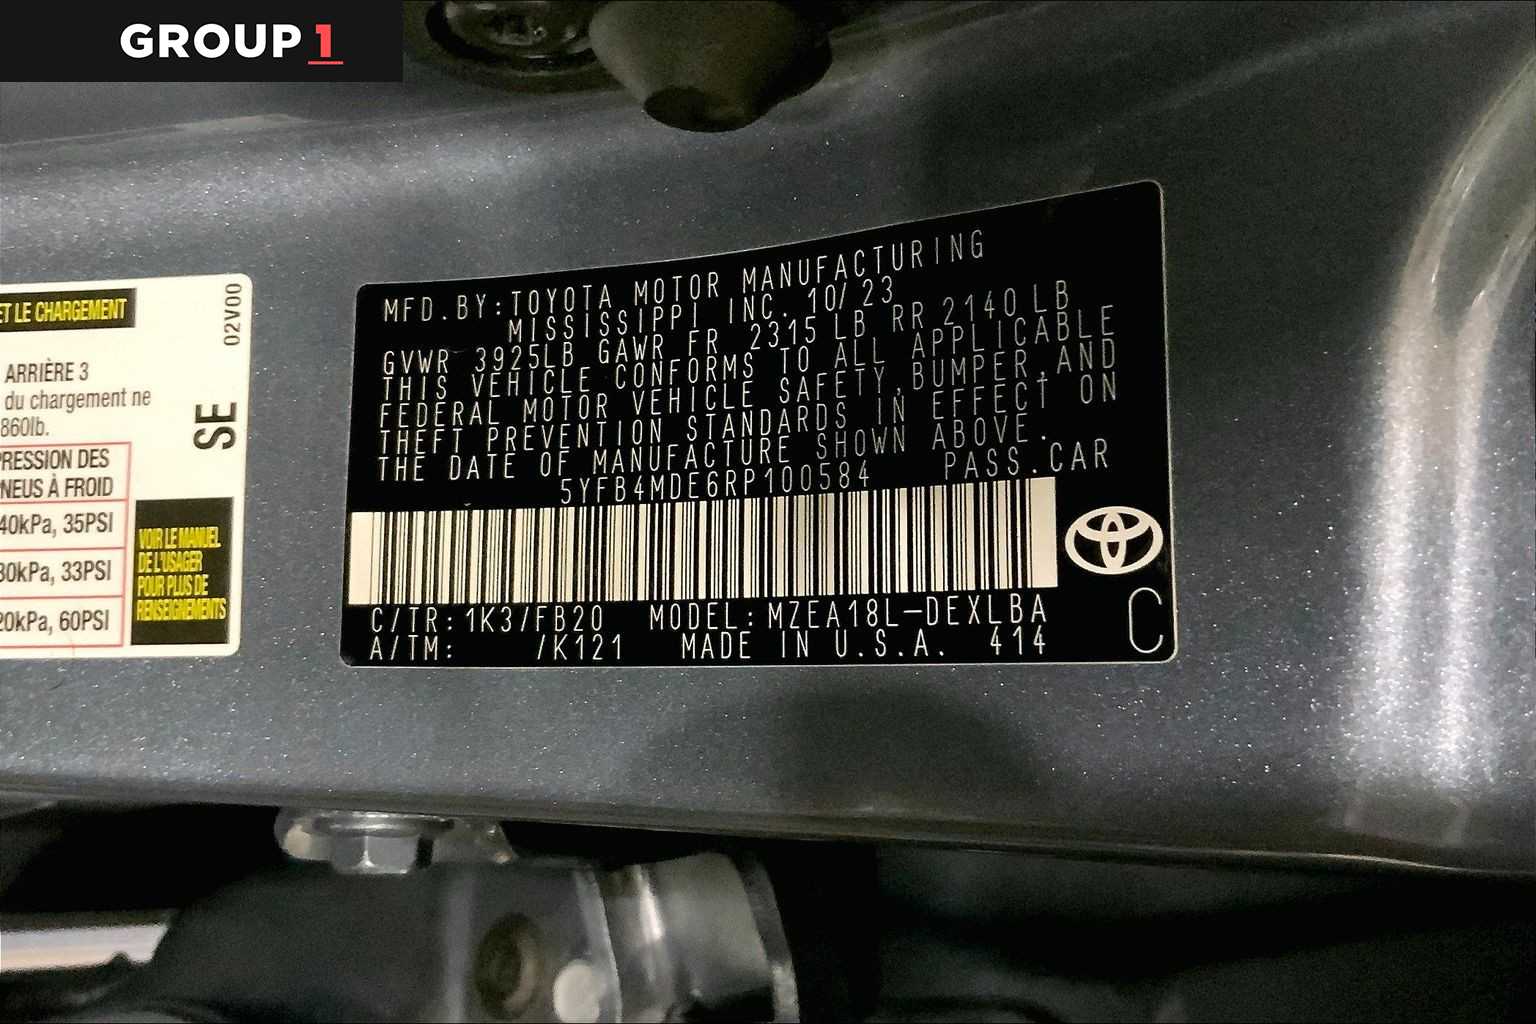 GROUP 1
ET LE CHARGEMENT
02V00
ARRIÈRE 3
du chargement ne
860lb.
SE
PRESSION DES
PNEUS À FROID
40kPa, 35PSI
30kPa, 33PSI
20kPa, 60PSI
VOIR LE MANUEL
DE L'USAGER
POUR PLUS DE
RENSEIGNEMENTS
MFD.BY:TOYOTA MOTOR MANUFACTURING
MISSISSIPPI INC. 10/23
GVWR 3925LB GAWR FR 2315 LB RR 2140LB
THIS VEHICLE CONFORMS TO ALL APPLICABLE
FEDERAL MOTOR VEHICLE SAFETY,BUMPER,AND
THEFT PREVENTION STANDARDS IN EFFECT ON
THE DATE OF MANUFACTURE SHOWN ABOVE.
5YFB4MDE6RP100584 PASS.CAR
C/TR:1K3/FB20 MODEL:MZEA18L-DEXLBA
A/TM: /K121 MADE IN U.S.A. 414
C